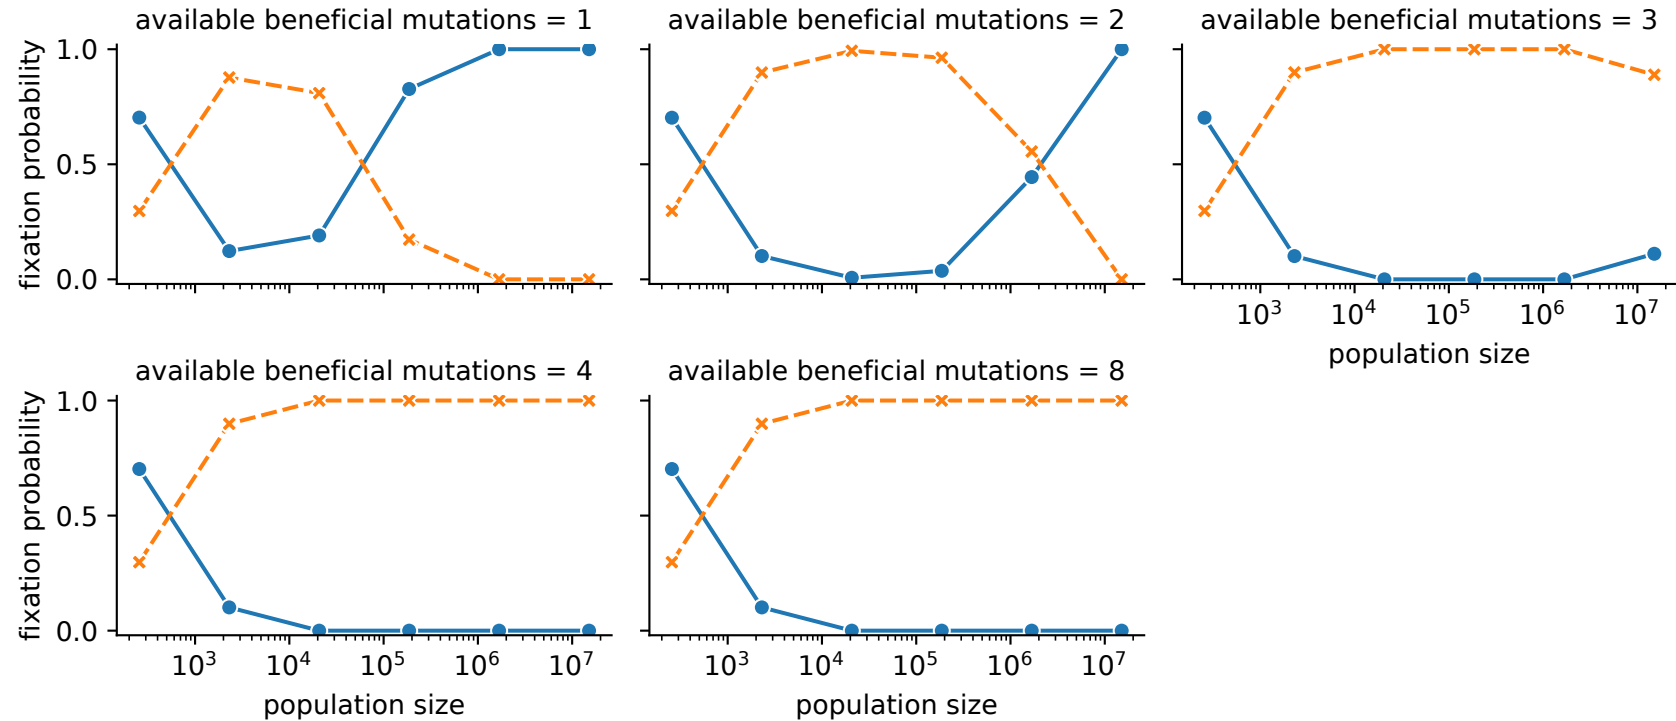 available beneficial mutations = 1
available beneficial mutations = 2
available beneficial mutations = 3
fixation probability
1.0
0.5
0.0
10³ 10⁴ 10⁵ 10⁶ 10⁷
population size
available beneficial mutations = 4
available beneficial mutations = 8
fixation probability
1.0
0.5
0.0
10³ 10⁴ 10⁵ 10⁶ 10⁷
population size
10³ 10⁴ 10⁵ 10⁶ 10⁷
population size